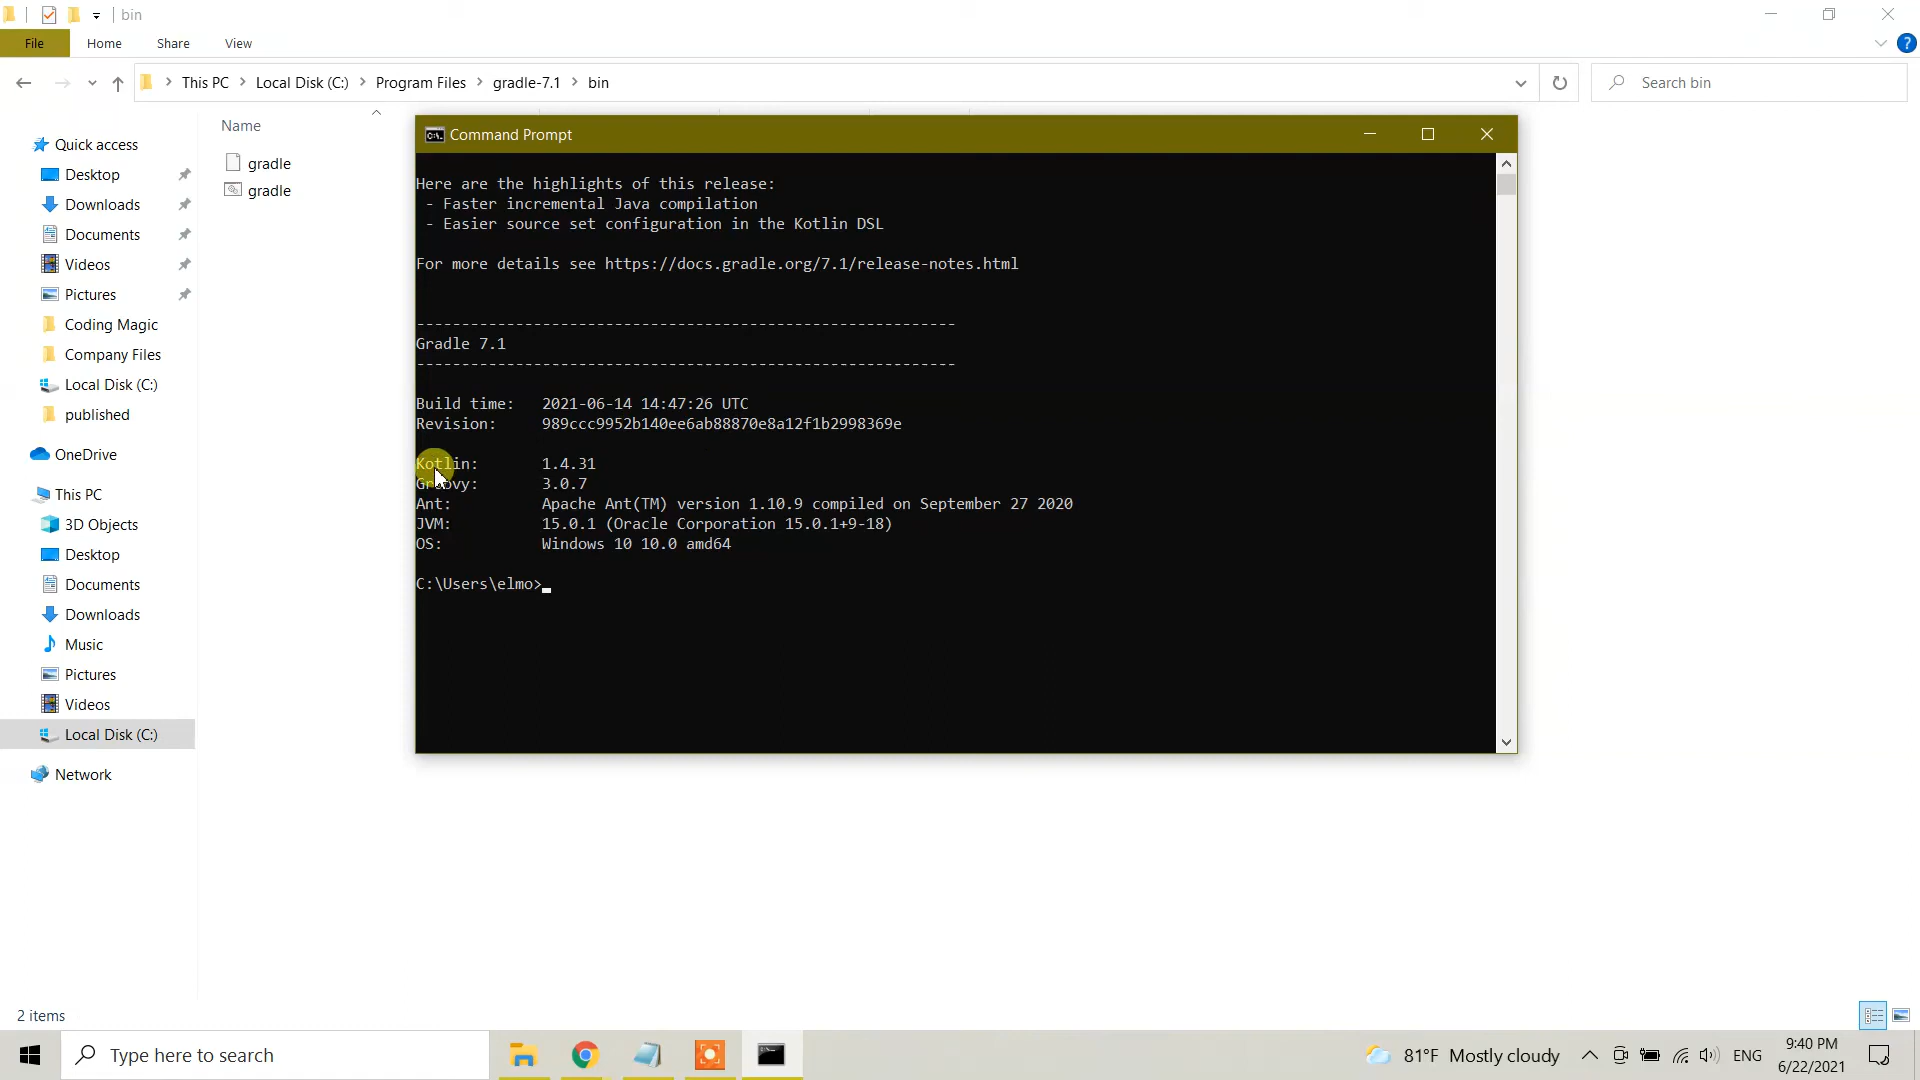 bin
File
Home
Share
View
?
This PC
Local Disk (C:)
Program Files
gradle-7.1
bin
Search bin
Name
gradle
gradle
Quick access
Desktop
Downloads
Documents
Videos
Pictures
Coding Magic
Company Files
Local Disk (C:)
published
OneDrive
This PC
3D Objects
Desktop
Documents
Downloads
Music
Pictures
Videos
Local Disk (C:)
Network
C:\.
Command Prompt
Here are the highlights of this release:
- Faster incremental Java compilation
- Easier source set configuration in the Kotlin DSL
For more details see https://docs.gradle.org/7.1/release-notes.html
------------------------------------------------------------
Gradle 7.1
------------------------------------------------------------
Build time: 2021-06-14 14:47:26 UTC
Revision: 989ccc9952b140ee6ab88870e8a12f1b2998369e
Kotlin: 1.4.31
Groovy: 3.0.7
Ant: Apache Ant(TM) version 1.10.9 compiled on September 27 2020
JVM: 15.0.1 (Oracle Corporation 15.0.1+9-18)
OS: Windows 10 10.0 amd64
C:\Users\elmo>
2 items
Type here to search
81°F Mostly cloudy
ENG
9:40 PM
6/22/2021